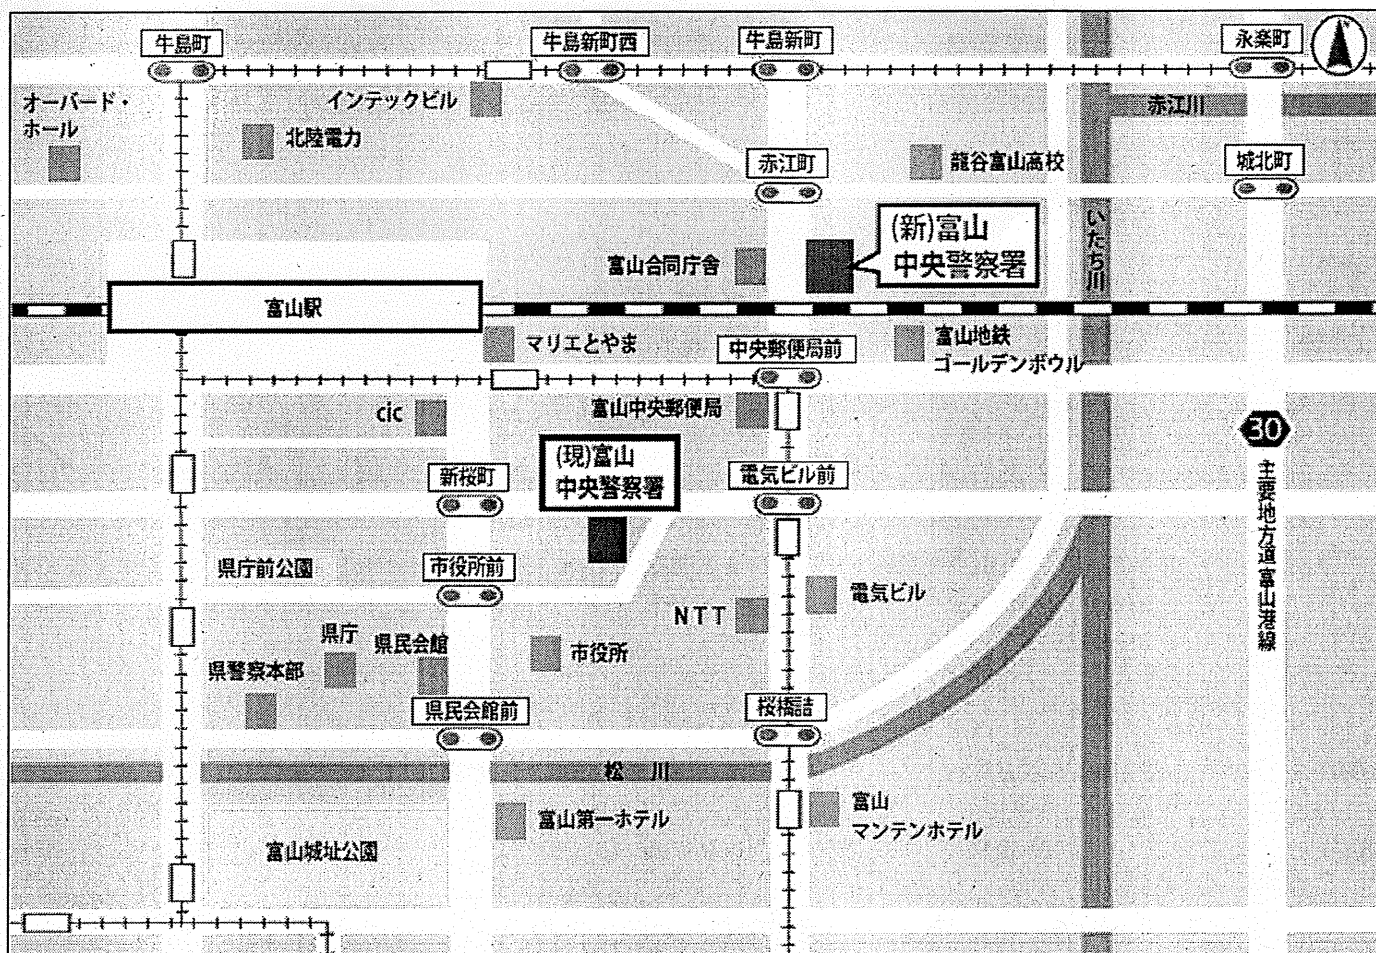 牛島町
牛島新町西
牛島新町
永楽町
N
オーバード・
ホール
インテックビル
北陸電力
赤江川
赤江町
龍谷富山高校
城北町
いたち川
(新)富山
中央警察署
富山合同庁舎
富山駅
マリエとやま
中央郵便局前
富山地鉄
ゴールデンボウル
cic
富山中央郵便局
30
主要地方道富山港線
(現)富山
中央警察署
新桜町
電気ビル前
県庁前公園
市役所前
電気ビル
NTT
県庁
県民会館
市役所
県警察本部
県民会館前
桜橋詰
松川
富山第一ホテル
富山
マンテンホテル
富山城址公園